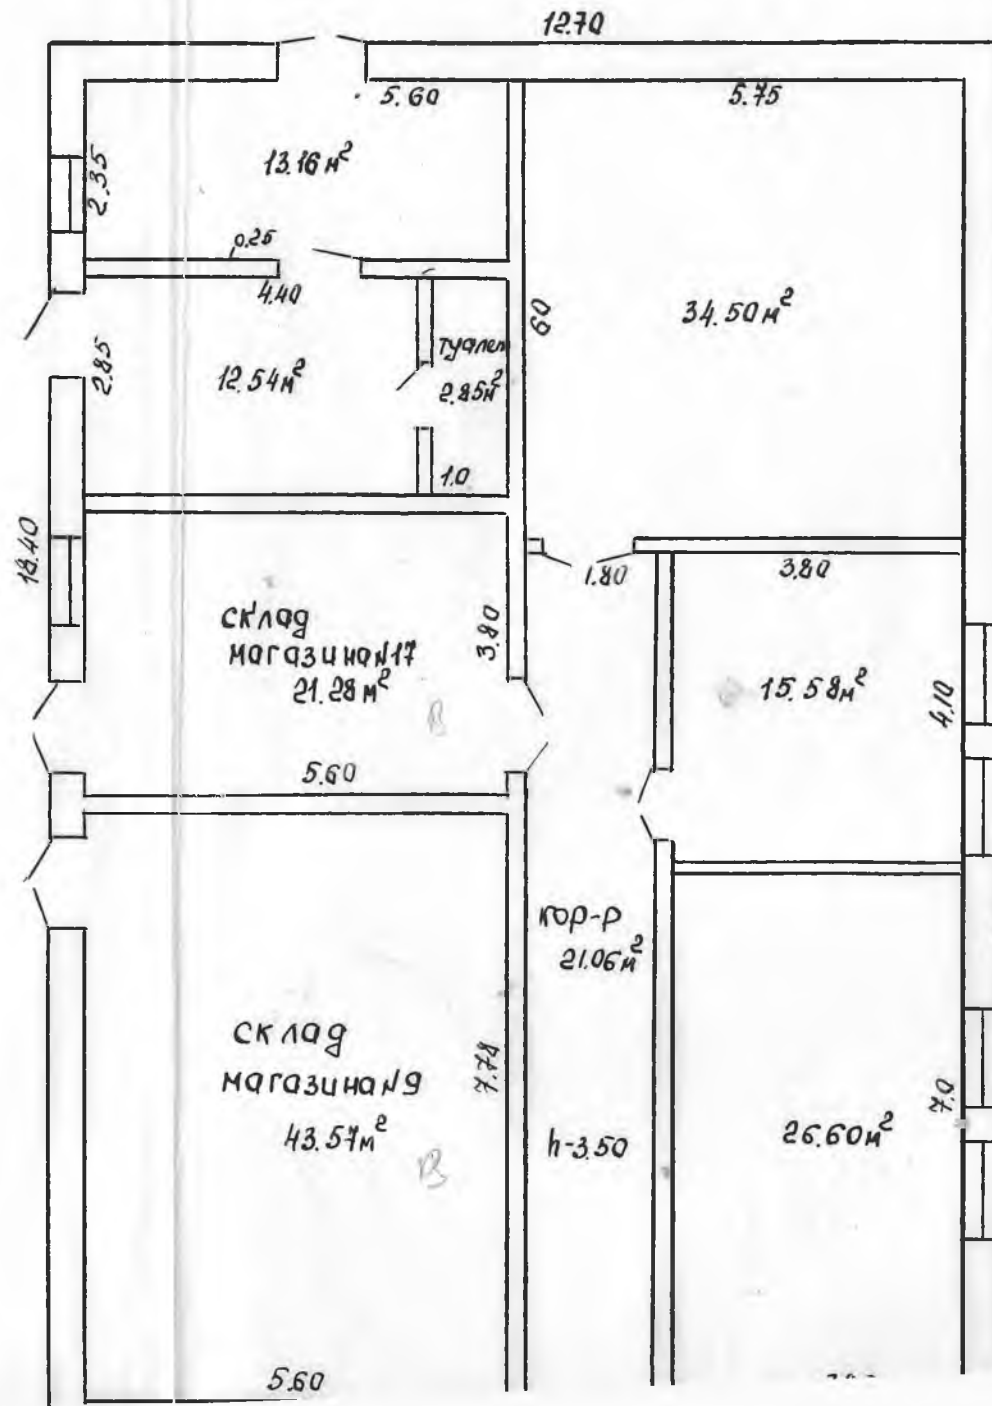 12.70
5.60
5.75
13.16 м²
2.35
0.25
4.40
60
34.50 м²
2.85
12.54 м²
туалет
2.85 м²
1.0
18.40
1.80
3.80
склад
магазина N17
21.28 м²
3.80
В
15.58 м²
4.10
5.60
кор-р
21.06 м²
склад
магазина N9
43.57 м²
7.78
В
h-3.50
26.60 м²
7.0
5.60